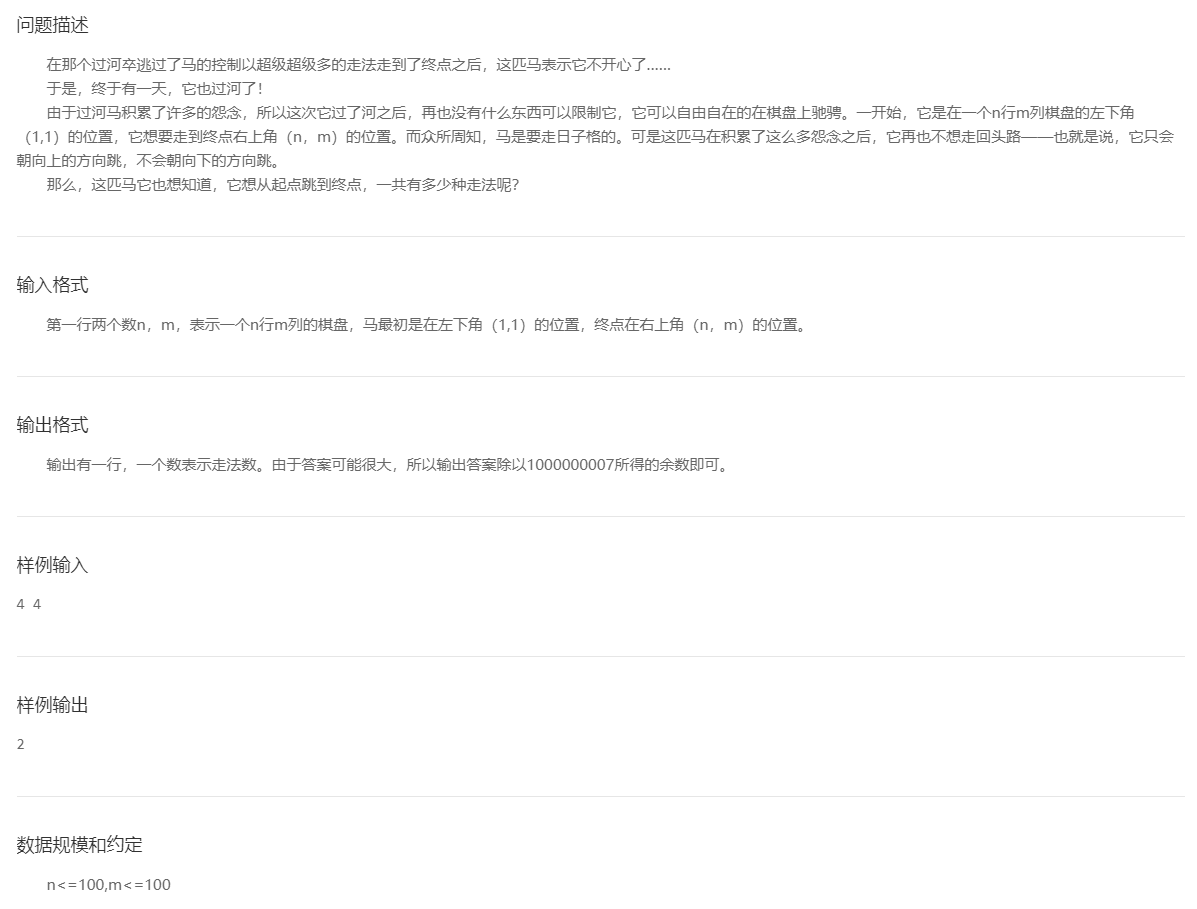 问题描述
在那个过河卒逃过了马的控制以超级超级多的走法走到了终点之后，这匹马表示它不开心了……
于是，终于有一天，它也过河了！
由于过河马积累了许多的怨念，所以这次它过了河之后，再也没有什么东西可以限制它，它可以自由自在的在棋盘上驰骋。一开始，它是在一个n行m列棋盘的左下角
（1,1）的位置，它想要走到终点右上角（n，m）的位置。而众所周知，马是要走日子格的。可是这匹马在积累了这么多怨念之后，它再也不想走回头路——也就是说，它只会
朝向上的方向跳，不会朝向下的方向跳。
那么，这匹马它也想知道，它想从起点跳到终点，一共有多少种走法呢？
输入格式
第一行两个数n，m，表示一个n行m列的棋盘，马最初是在左下角（1,1）的位置，终点在右上角（n，m）的位置。
输出格式
输出有一行，一个数表示走法数。由于答案可能很大，所以输出答案除以1000000007所得的余数即可。
样例输入
4 4
样例输出
2
数据规模和约定
n<=100,m<=100